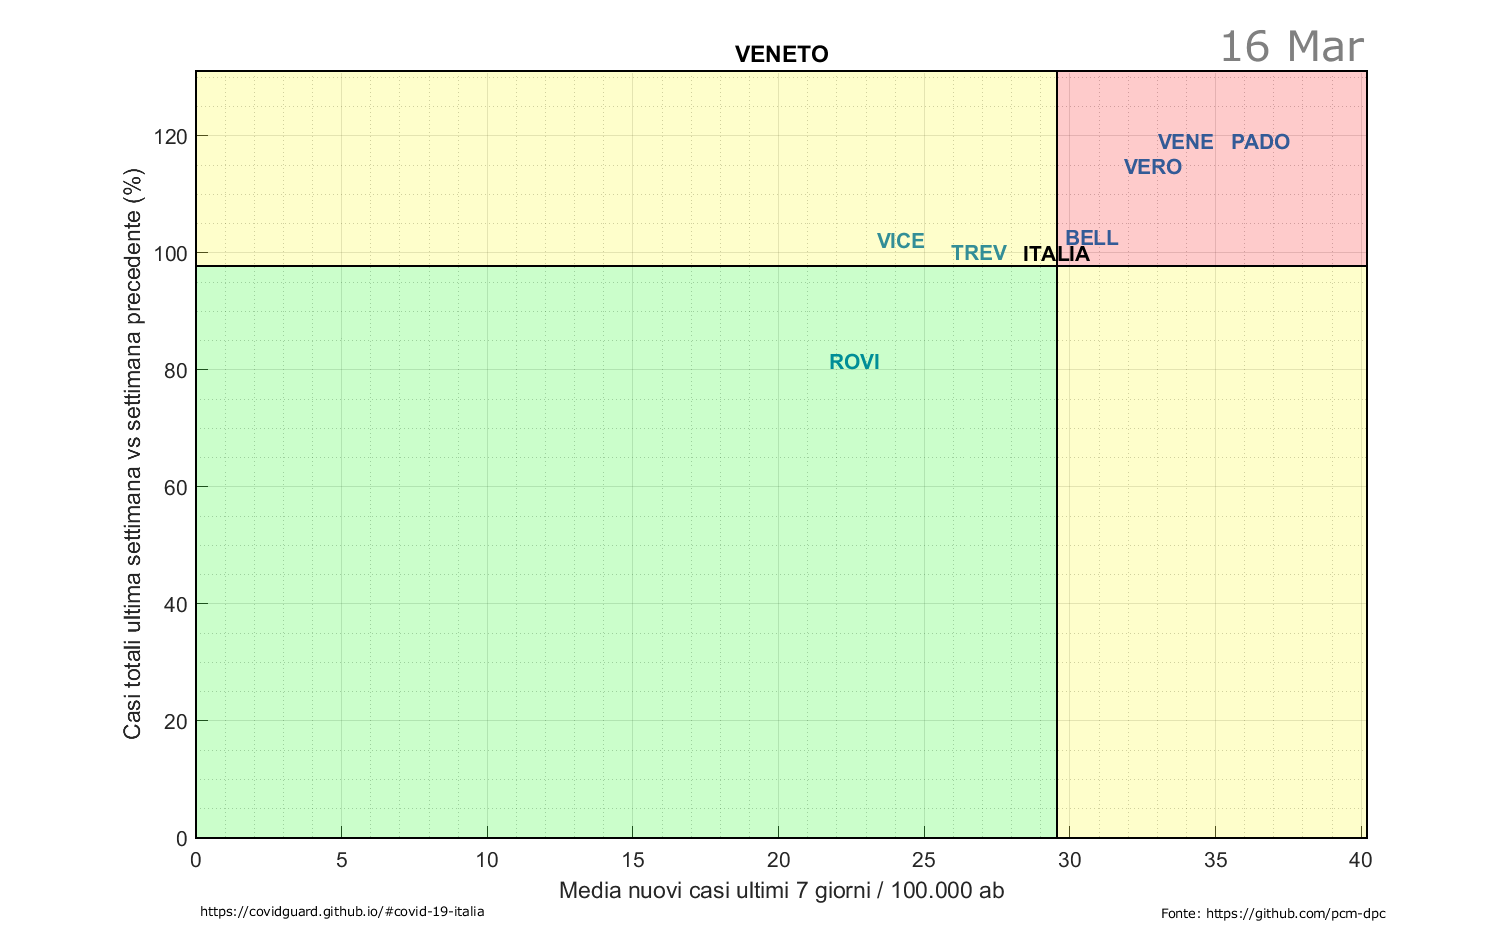 16 Mar
VENETO
Casi totali ultima settimana vs settimana precedente (%)
120
100
80
60
40
20
0
VENE PADO
VERO
BELL
VICE
TREV
ITALIA
ROVI
0 5 10 15 20 25 30 35 40
Media nuovi casi ultimi 7 giorni / 100.000 ab
https://covidguard.github.io/#covid-19-italia
Fonte: https://github.com/pcm-dpc